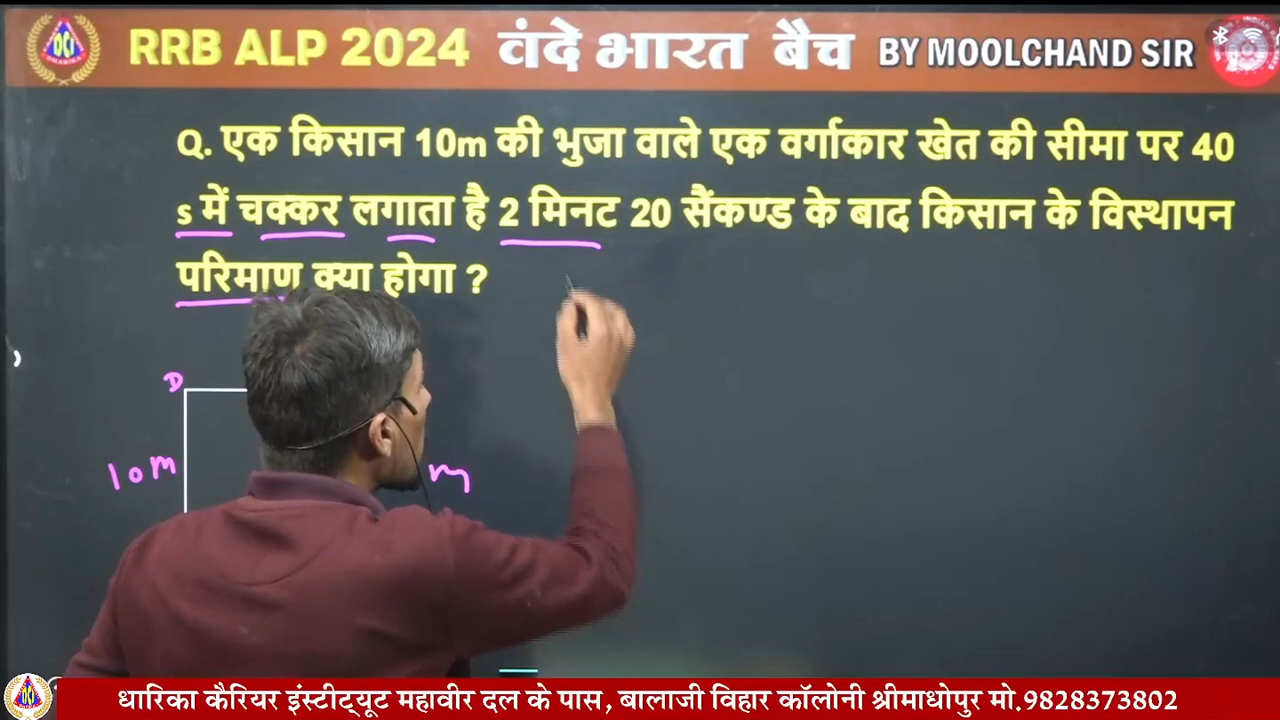 DCI RRB ALP 2024 वंदे भारत बैच BY MOOLCHAND SIR
Q. एक किसान 10m की भुजा वाले एक वर्गाकार खेत की सीमा पर 40
s में चक्कर लगाता है 2 मिनट 20 सैंकण्ड के बाद किसान के विस्थापन
परिमाण क्या होगा ?
D
10m m
धारिका कैरियर इंस्टीट्यूट महावीर दल के पास, बालाजी विहार कॉलोनी श्रीमाधोपुर मो.9828373802